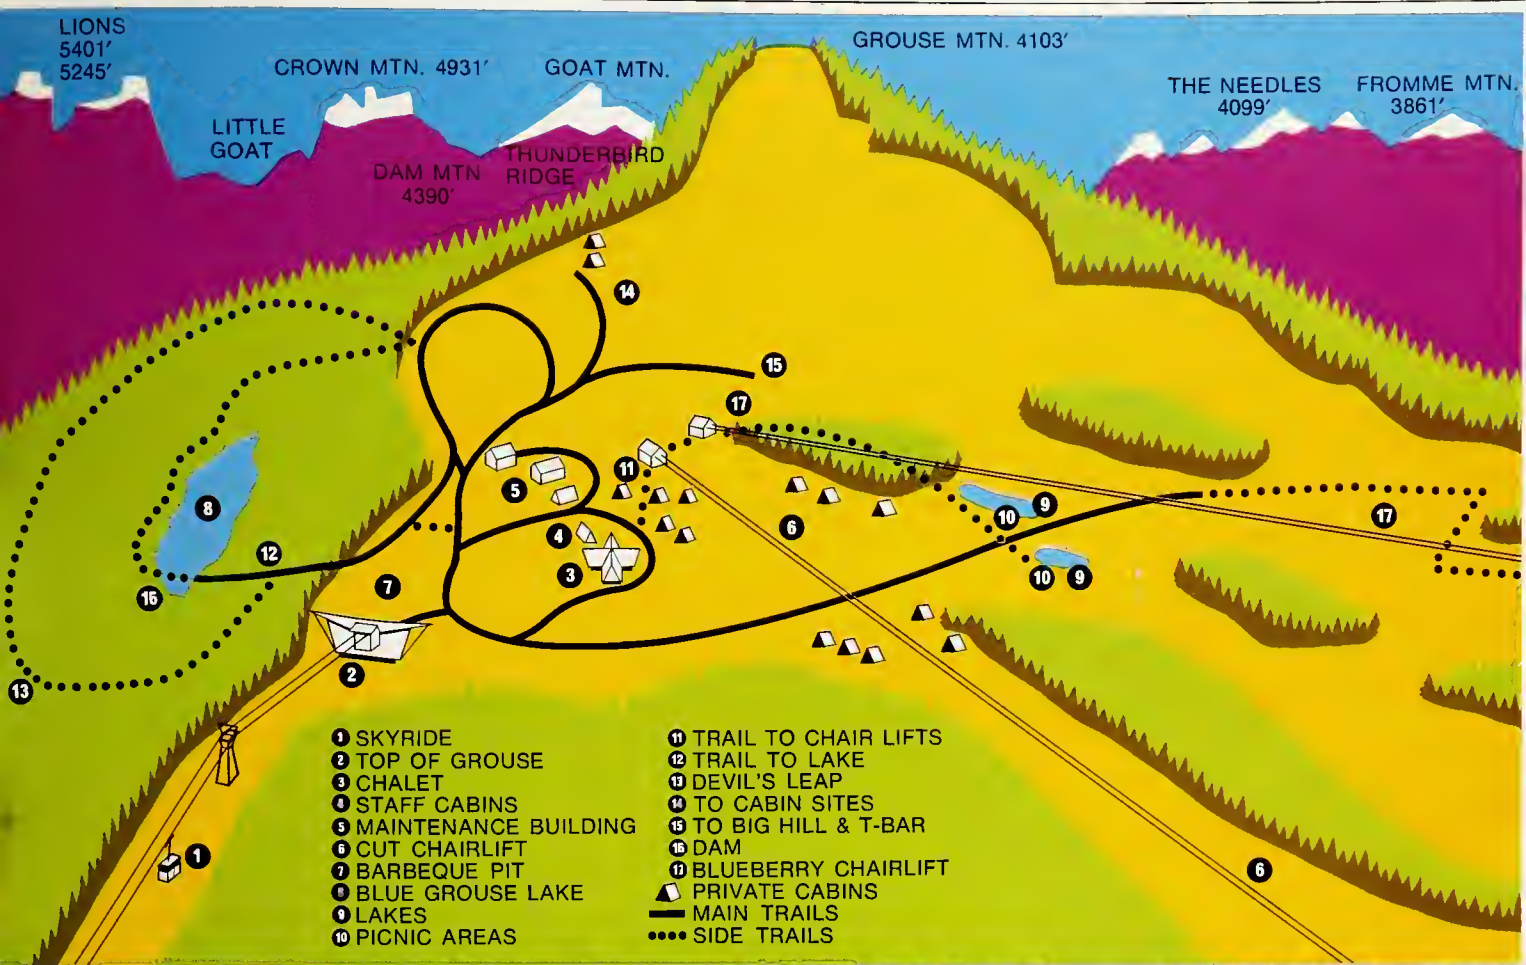 LIONS
5401′
5245′
CROWN MTN. 4931′
GOAT MTN.
GROUSE MTN. 4103′
THE NEEDLES
4099′
FROMME MTN.
3861′
LITTLE
GOAT
DAM MTN
4390′
THUNDERBIRD
RIDGE
14
15
17
11
5
8
9
10
6
17
4
12
3
10 9
7
16
2
13
1
6
1 SKYRIDE
2 TOP OF GROUSE
3 CHALET
4 STAFF CABINS
5 MAINTENANCE BUILDING
6 CUT CHAIRLIFT
7 BARBEQUE PIT
8 BLUE GROUSE LAKE
9 LAKES
10 PICNIC AREAS
11 TRAIL TO CHAIR LIFTS
12 TRAIL TO LAKE
13 DEVIL'S LEAP
14 TO CABIN SITES
15 TO BIG HILL & T-BAR
16 DAM
17 BLUEBERRY CHAIRLIFT
PRIVATE CABINS
MAIN TRAILS
SIDE TRAILS